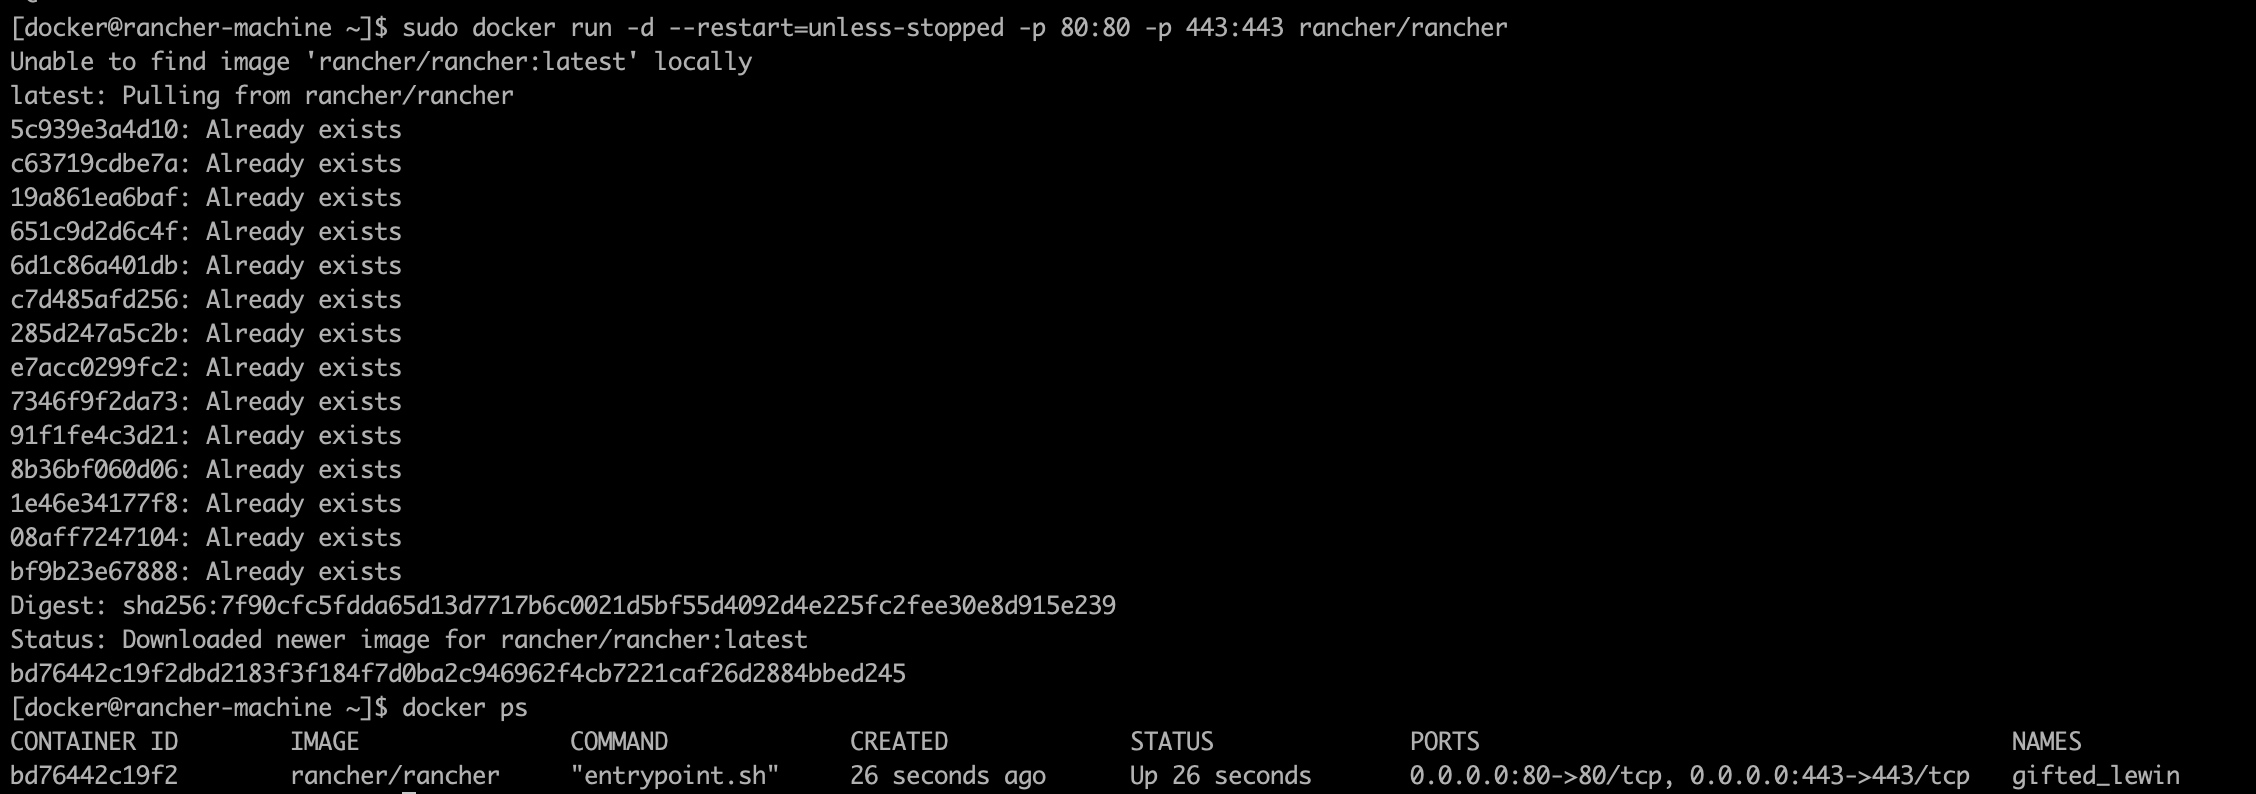 [docker@rancher-machine ~]$ sudo docker run -d --restart=unless-stopped -p 80:80 -p 443:443 rancher/rancher
Unable to find image 'rancher/rancher:latest' locally
latest: Pulling from rancher/rancher
5c939e3a4d10: Already exists
c63719cdbe7a: Already exists
19a861ea6baf: Already exists
651c9d2d6c4f: Already exists
6d1c86a401db: Already exists
c7d485afd256: Already exists
285d247a5c2b: Already exists
e7acc0299fc2: Already exists
7346f9f2da73: Already exists
91f1fe4c3d21: Already exists
8b36bf060d06: Already exists
1e46e34177f8: Already exists
08aff7247104: Already exists
bf9b23e67888: Already exists
Digest: sha256:7f90cfc5fdda65d13d7717b6c0021d5bf55d4092d4e225fc2fee30e8d915e239
Status: Downloaded newer image for rancher/rancher:latest
bd76442c19f2dbd2183f3f184f7d0ba2c946962f4cb7221caf26d2884bbed245
[docker@rancher-machine ~]$ docker ps
CONTAINER ID IMAGE COMMAND CREATED STATUS PORTS NAMES
bd76442c19f2 rancher/rancher "entrypoint.sh" 26 seconds ago Up 26 seconds 0.0.0.0:80->80/tcp, 0.0.0.0:443->443/tcp gifted_lewin